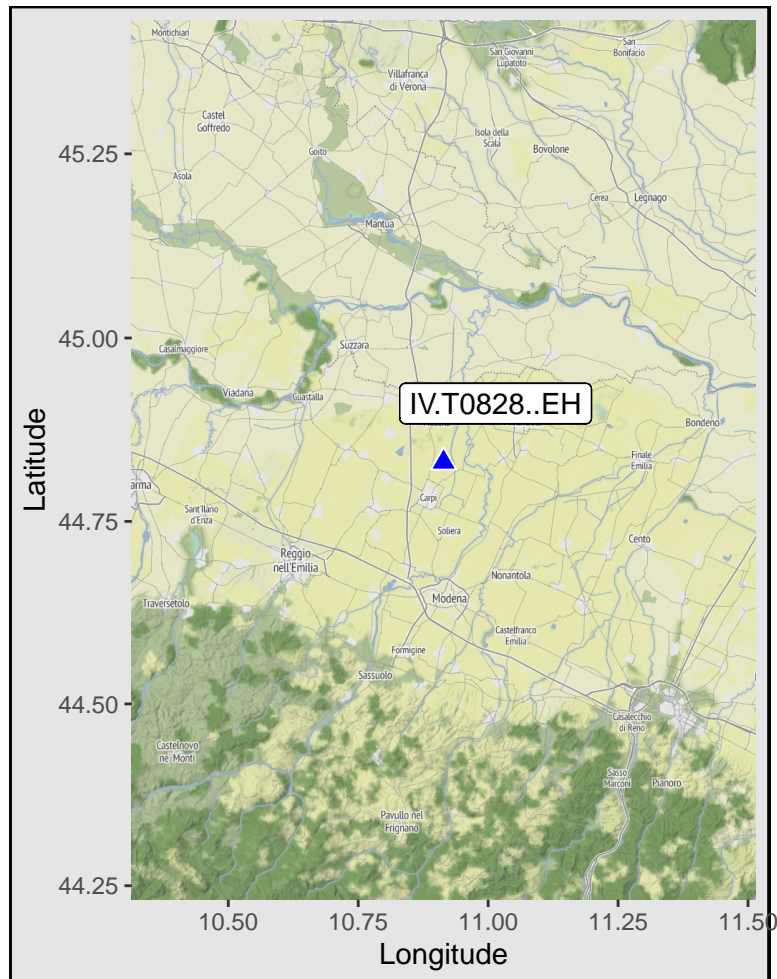 Montichiari
San Giovanni
Lupatoto
San
Bonifacio
Villafranca
di Verona
Castel
Goffredo
Isola della
Scala
Bovolone
Goito
Asola
Cerea
Legnago
Mantua
45.25
45.00
Suzzara
Casalmaggiore
Viadana
Guastalla
IV.T0828..EH
Bondeno
Finale
Emilia
Carpi
44.75
Sant'Ilario
d'Enza
Soliera
Cento
Reggio
nell'Emilia
Nonantola
Traversetolo
Modena
Castelfranco
Emilia
Formigine
Sassuolo
44.50
Casalecchio
di Reno
Castelnovo
ne' Monti
Sasso
Marconi
Pianoro
Pavullo nel
Frignano
44.25
10.50
10.75
11.00
11.25
11.50
Longitude
Latitude